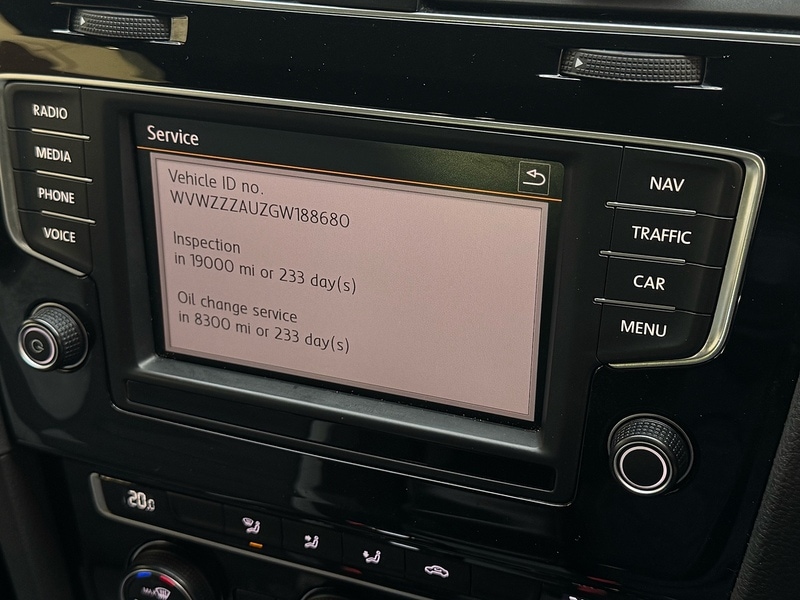 RADIO
MEDIA
PHONE
VOICE
Service
Vehicle ID no.
WVWZZZAUZGW188680
Inspection
in 19000 mi or 233 day(s)
Oil change service
in 8300 mi or 233 day(s)
NAV
TRAFFIC
CAR
MENU
20.0
MAX